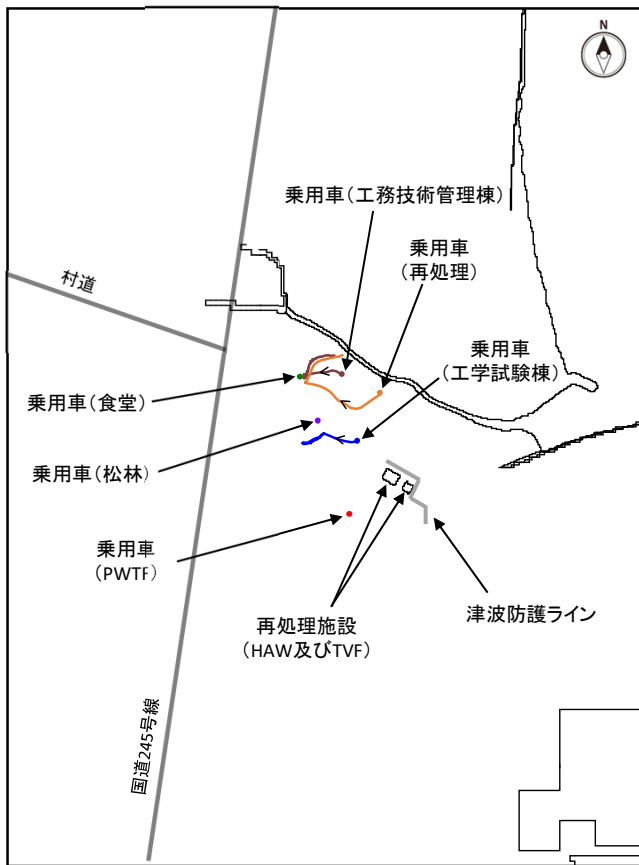 N
乗用車(工務技術管理棟)
乗用車
(再処理)
村道
乗用車
(工学試験棟)
乗用車(食堂)
乗用車(松林)
乗用車
(PWTF)
津波防護ライン
再処理施設
(HAW及びTVF)
国道245号線